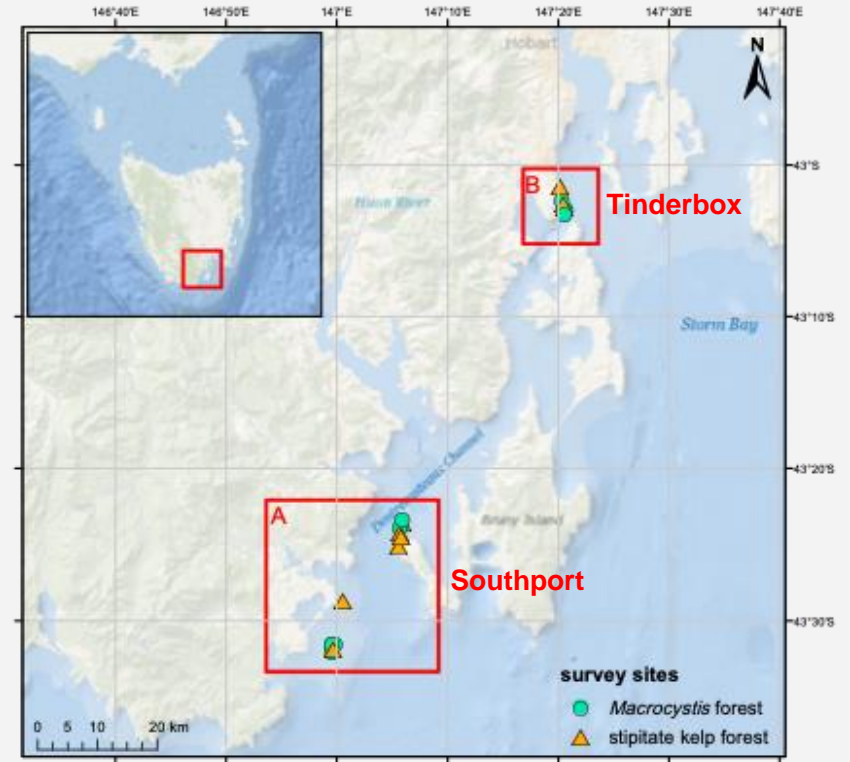 146°40'E 146°50'E 147°E 147°10'E 147°20'E 147°30'E 147°40'E
Hobart
N
43°S
B
Tinderbox
Huon River
43°10'S
Storm Bay
43°20'S
D'Entrecasteaux Channel
A
Bruny Island
Southport
43°30'S
survey sites
Macrocystis forest
stipitate kelp forest
0 5 10 20 km